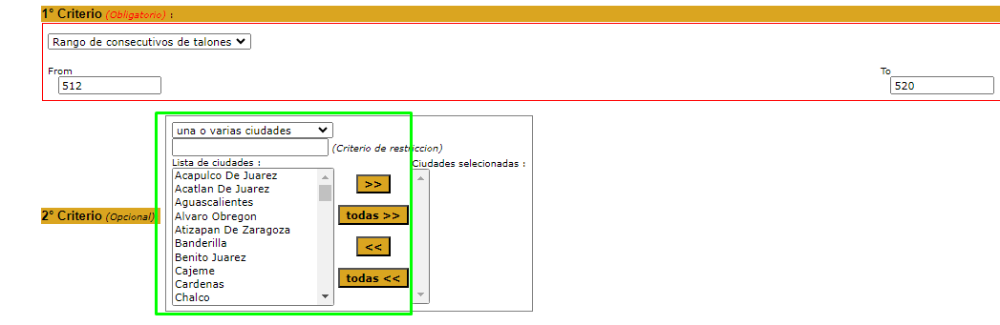 1° Criterio (Obligatorio) :
Rango de consecutivos de talones
From
To
512
520
una o varias ciudades
(Criterio de restriccion)
Lista de ciudades :
Ciudades selecionadas :
Acapulco De Juarez
Acatlan De Juarez
Aguascalientes
Alvaro Obregon
Atizapan De Zaragoza
Banderilla
Benito Juarez
Cajeme
Cardenas
Chalco
>>
todas >>
<<
todas <<
2° Criterio (Opcional)